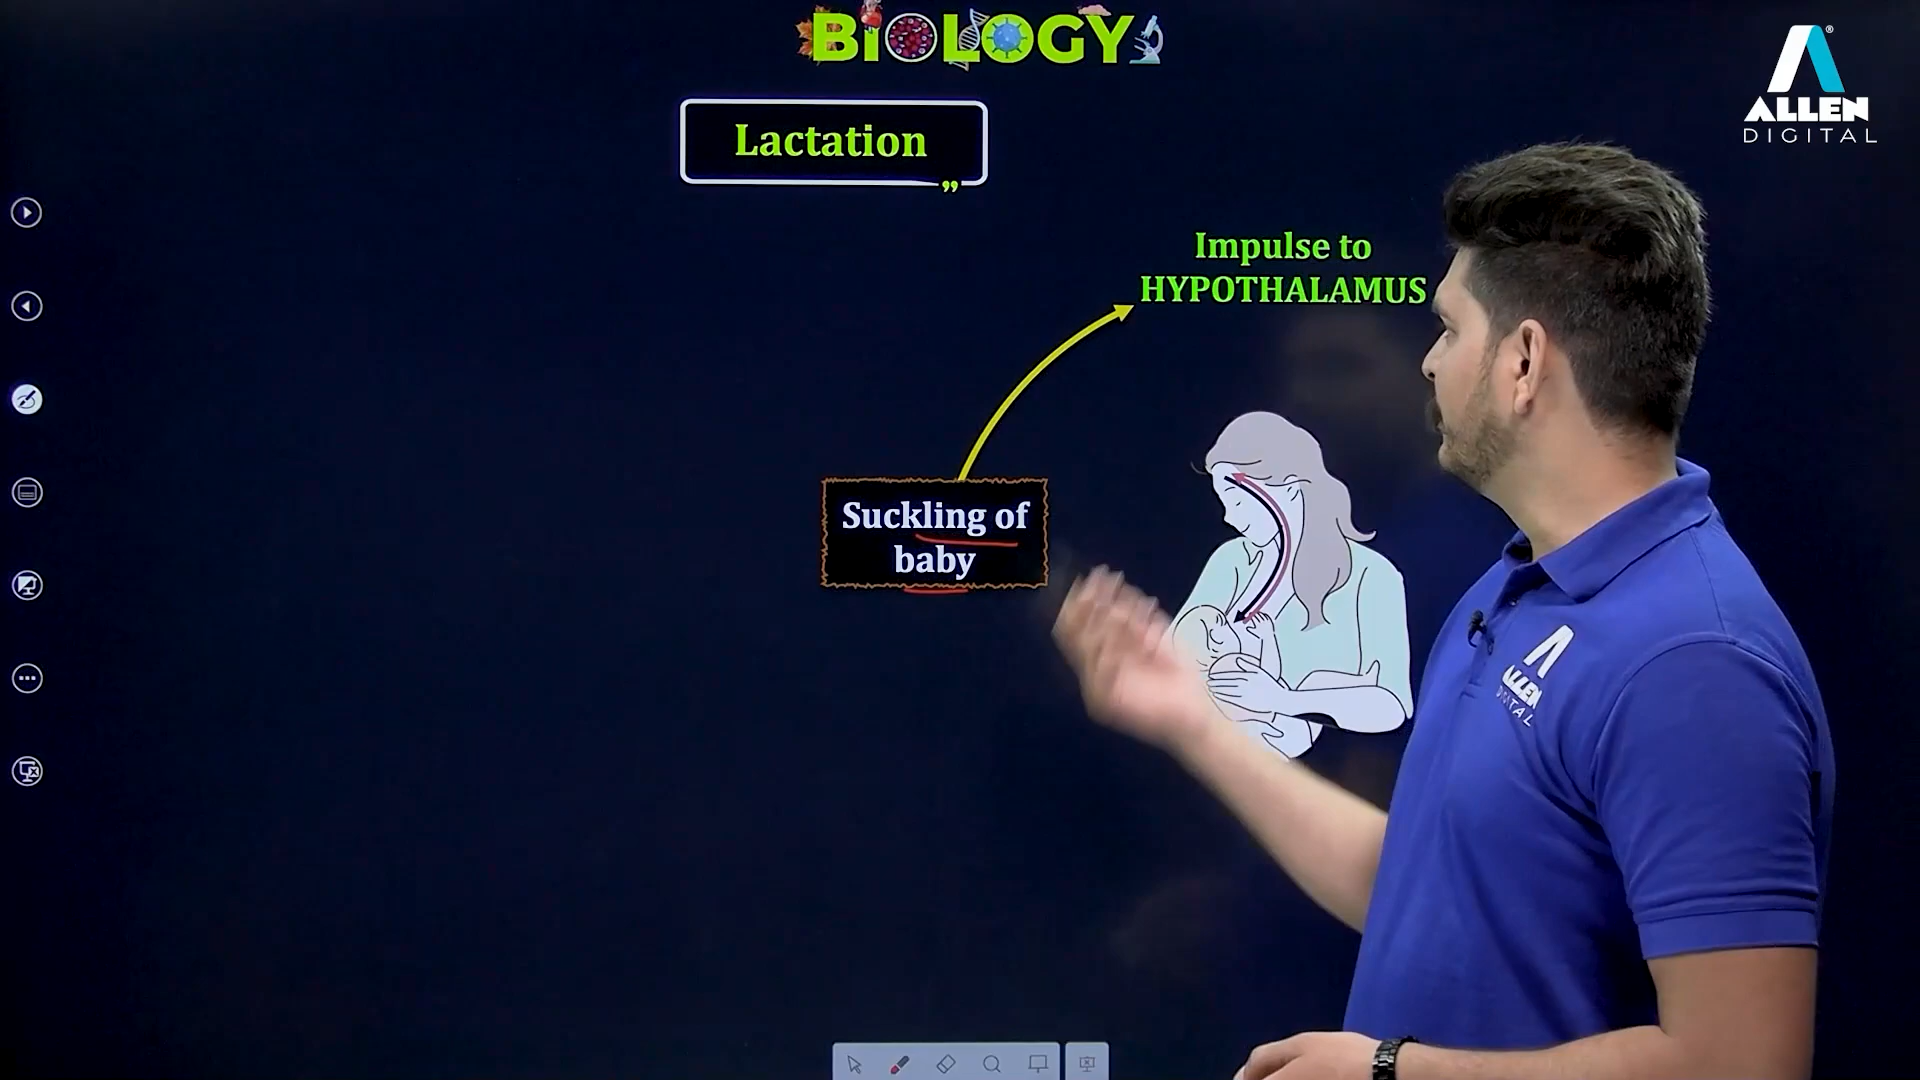 BIOLOGY
ALLEN
DIGITAL
Lactation
”
Impulse to
HYPOTHALAMUS
Suckling of
baby
ALLEN
DIGITAL